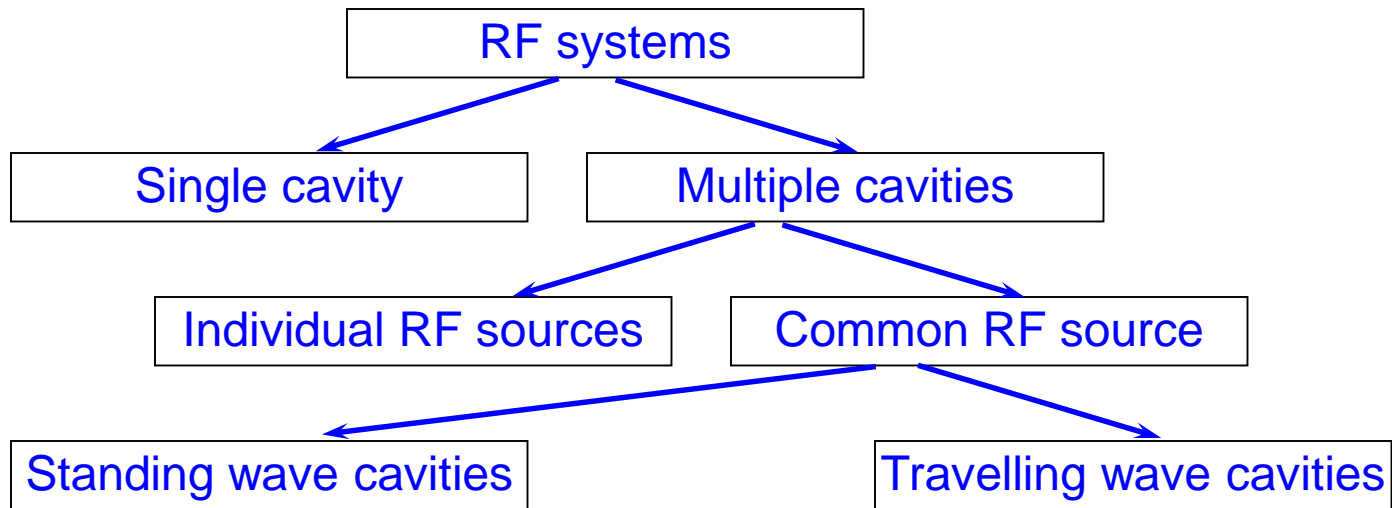 RF systems
Single cavity
Multiple cavities
Individual RF sources
Common RF source
Standing wave cavities
Travelling wave cavities